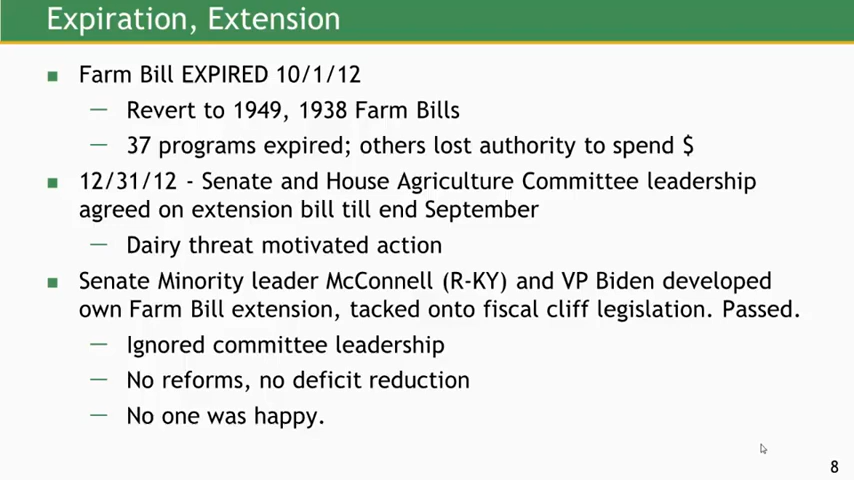 Expiration, Extension
■ Farm Bill EXPIRED 10/1/12
— Revert to 1949, 1938 Farm Bills
— 37 programs expired; others lost authority to spend $
■ 12/31/12 - Senate and House Agriculture Committee leadership
agreed on extension bill till end September
— Dairy threat motivated action
■ Senate Minority leader McConnell (R-KY) and VP Biden developed
own Farm Bill extension, tacked onto fiscal cliff legislation. Passed.
— Ignored committee leadership
— No reforms, no deficit reduction
— No one was happy.
8